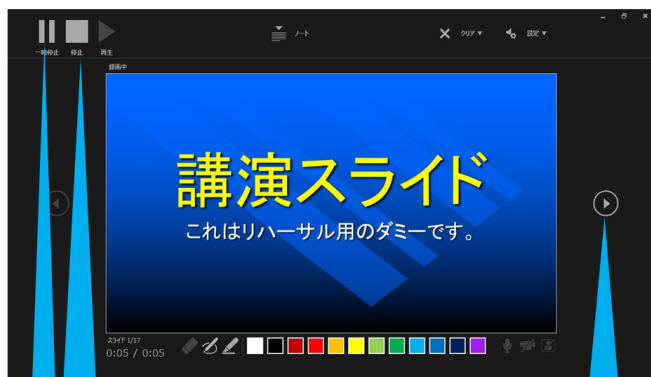 一時停止 停止 再生
ノート
クリア ▼
設定 ▼
録画中
講演スライド
これはリハーサル用のダミーです。
スライド 1/17
0:05 / 0:05